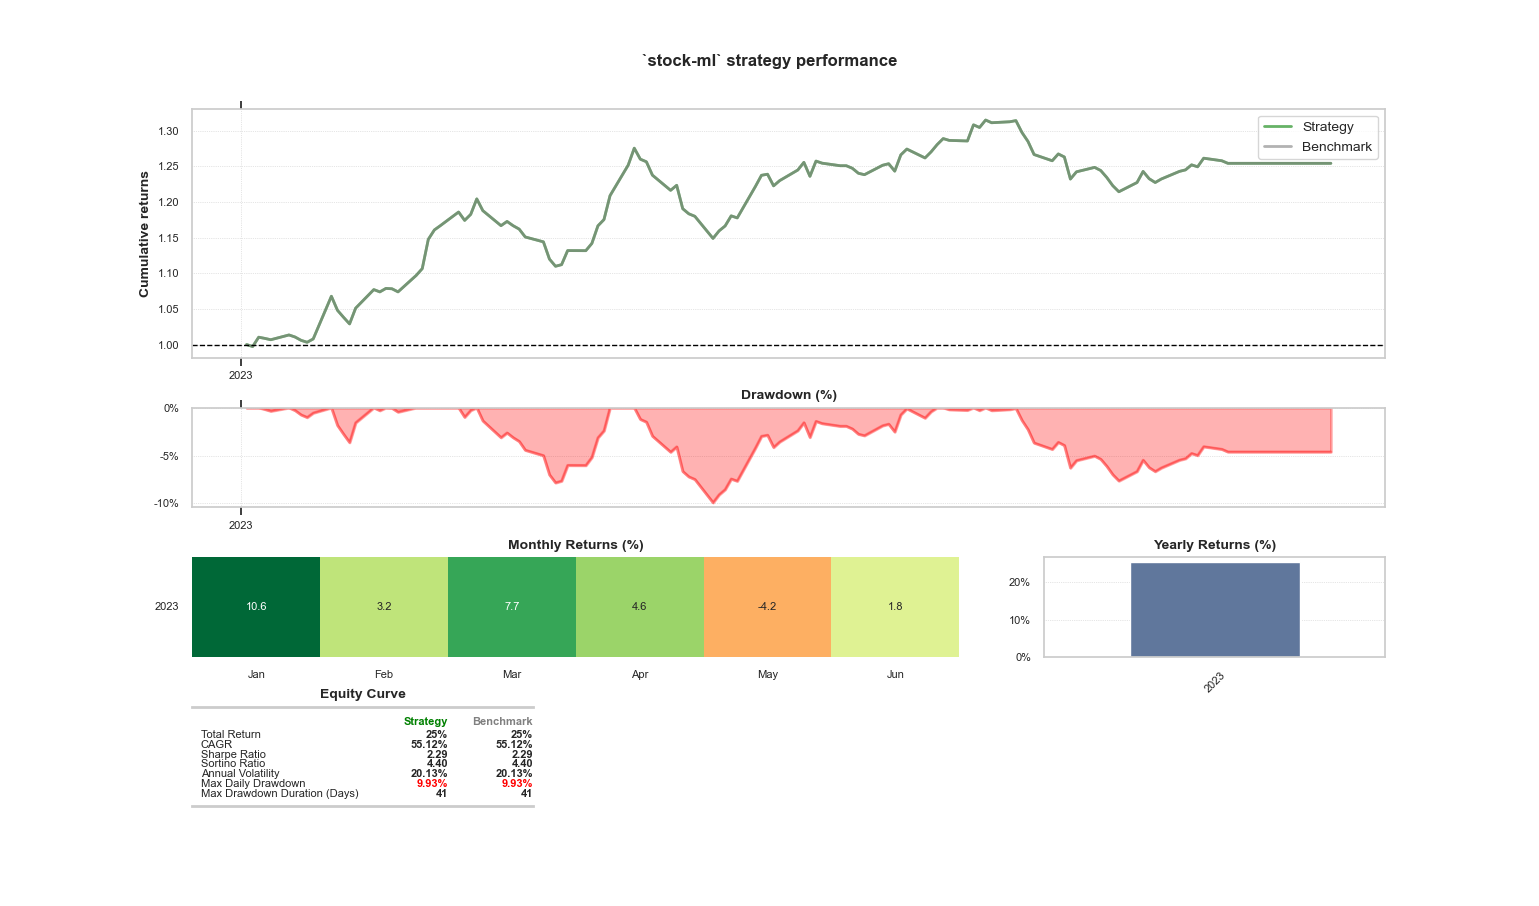 `stock-ml` strategy performance
Cumulative returns
1.30
1.25
1.20
1.15
1.10
1.05
1.00
Strategy
Benchmark
2023
Drawdown (%)
0%
-5%
-10%
2023
Monthly Returns (%)
2023 10.6 3.2 7.7 4.6 -4.2 1.8
Jan Feb Mar Apr May Jun
Yearly Returns (%)
20%
10%
0%
2023
Equity Curve
Strategy Benchmark
Total Return 25% 25%
CAGR 55.12% 55.12%
Sharpe Ratio 2.29 2.29
Sortino Ratio 4.40 4.40
Annual Volatility 20.13% 20.13%
Max Daily Drawdown 9.93% 9.93%
Max Drawdown Duration (Days) 41 41